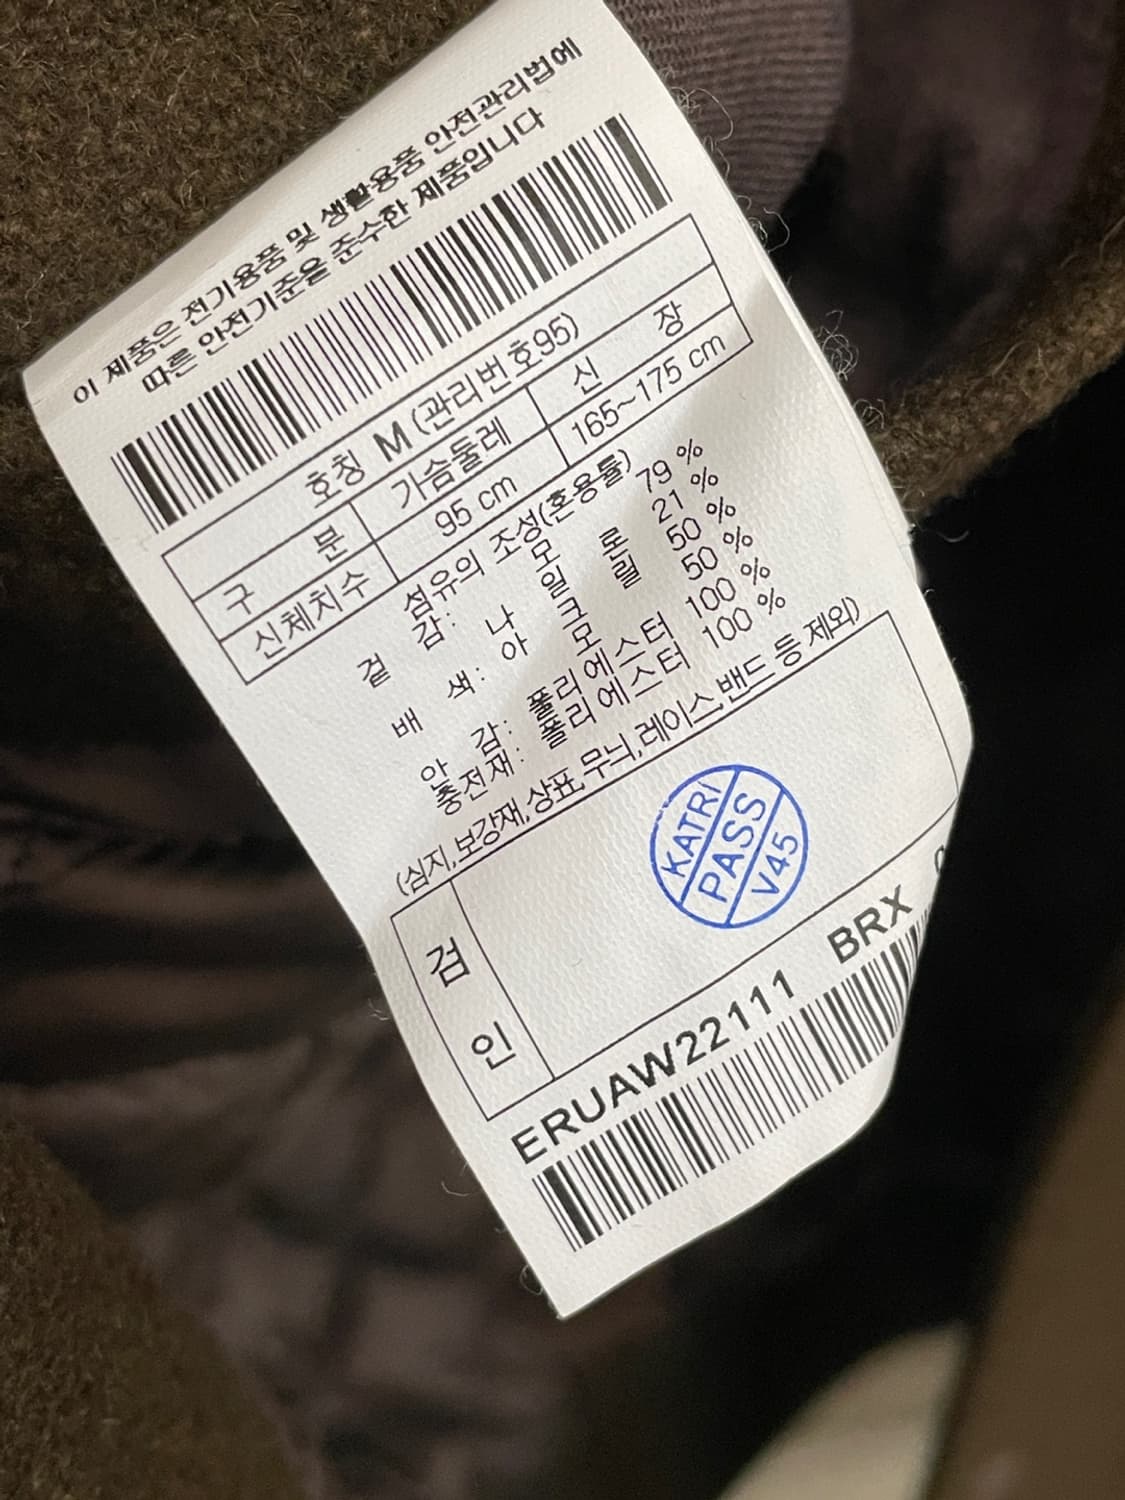 이 제품은 전기용품 및 생활용품 안전관리법에
따른 안전기준을 준수한 제품입니다
호칭 M (관리번호95)
구 분 가슴둘레 신 장
신체치수 95 cm 165~175 cm
섬유의 조성(혼용률)
겉 감: 모 79 %
나 일 론 21 %
배 색: 아 크 릴 50 %
모 50 %
안 감: 폴리에스터 100 %
충전재: 폴리에스터 100 %
(심지,보강재,상표,무늬,레이스,밴드 등 제외)
검 인
KATRI
PASS
V45
ERUAW22111 BRX